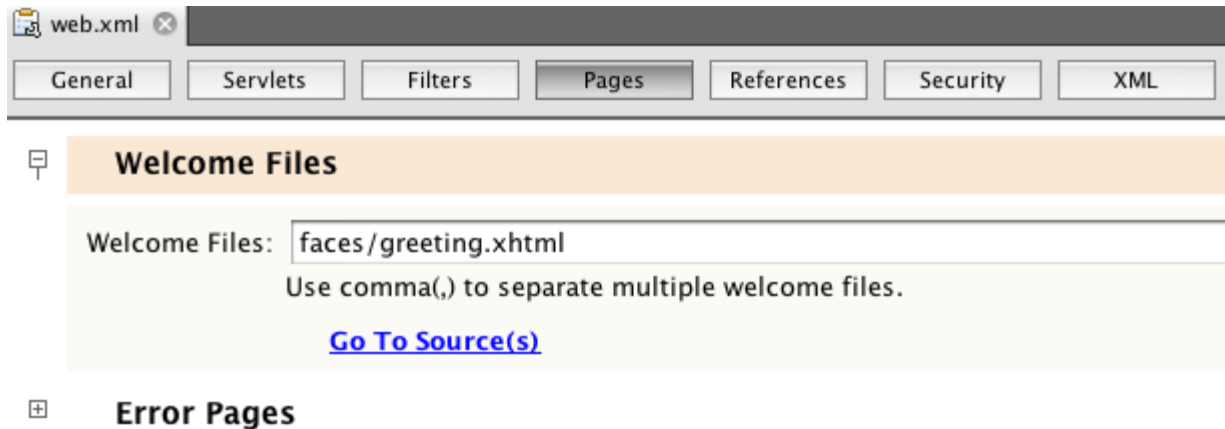 web.xml
General Servlets Filters Pages References Security XML
Welcome Files
Welcome Files: faces/greeting.xhtml
Use comma(,) to separate multiple welcome files.
Go To Source(s)
Error Pages